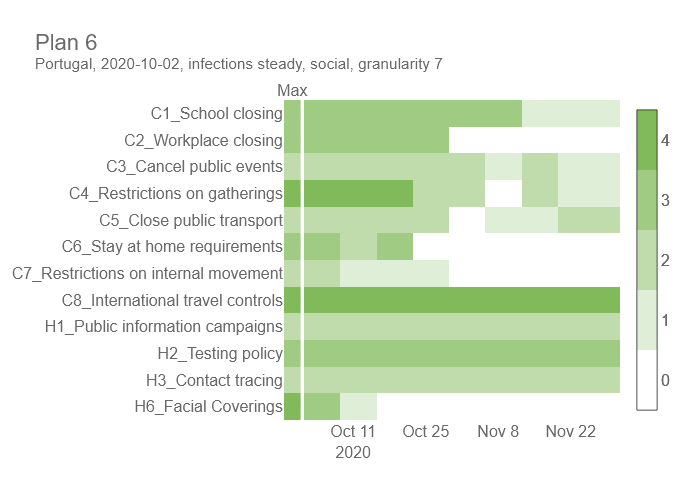 Plan 6
Portugal, 2020-10-02, infections steady, social, granularity 7
Max
C1_School closing
C2_Workplace closing
C3_Cancel public events
C4_Restrictions on gatherings
C5_Close public transport
C6_Stay at home requirements
C7_Restrictions on internal movement
C8_International travel controls
H1_Public information campaigns
H2_Testing policy
H3_Contact tracing
H6_Facial Coverings
Oct 11 Oct 25 Nov 8 Nov 22
2020
4
3
2
1
0